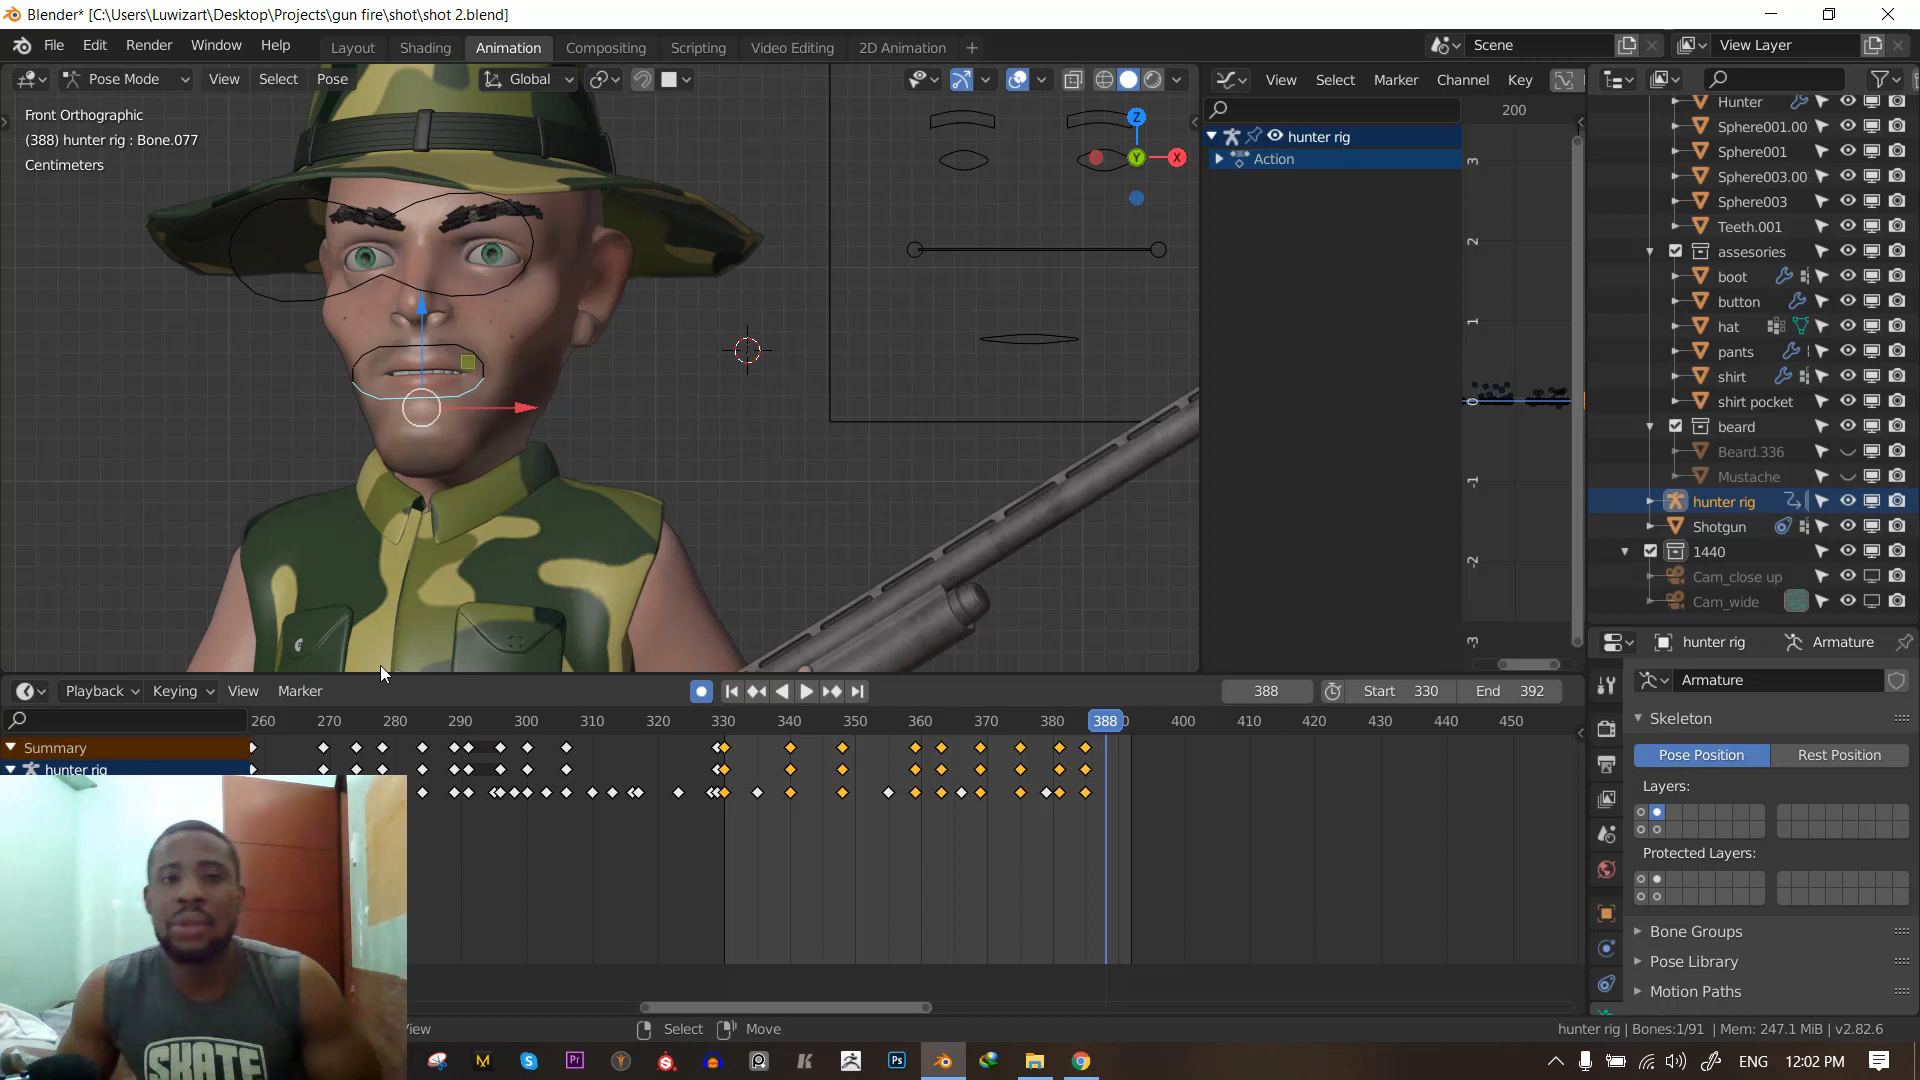 Blender* [C:\Users\Luwizart\Desktop\Projects\gun fire\shot\shot 2.blend]
File Edit Render Window Help
Layout Shading Animation Compositing Scripting Video Editing 2D Animation +
Scene
View Layer
Pose Mode View Select Pose Global
View Select Marker Channel Key
Front Orthographic
(388) hunter rig : Bone.077
Centimeters
Z
Y
X
200
hunter rig
Action
3
2
1
0
-1
-2
-3
Hunter
Sphere001.00
Sphere001
Sphere003.00
Sphere003
Teeth.001
assesories
boot
button
hat
pants
shirt
shirt pocket
beard
Beard.336
Mustache
hunter rig
Shotgun
1440
Cam_close up
Cam_wide
hunter rig Armature
Armature
Skeleton
Pose Position Rest Position
Layers:
Protected Layers:
Bone Groups
Pose Library
Motion Paths
Playback Keying View Marker
388 Start 330 End 392
260 270 280 290 300 310 320 330 340 350 360 370 380 388 400 410 420 430 440 450
Summary
hunter rig
SKATE
Select Move
hunter rig | Bones:1/91 | Mem: 247.1 MiB | v2.82.6
ENG 12:02 PM